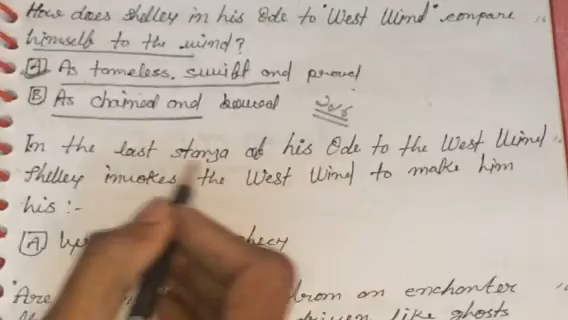 How does Shelley in his Ode to "West Wind" compare
himself to the wind?
A As tameless, swift and proud
B As chained and bowed
In the last stanza of his Ode to the West Wind
Shelley invokes the West Wind to make him
his :-
A
Are from an enchanter
driven like ghosts